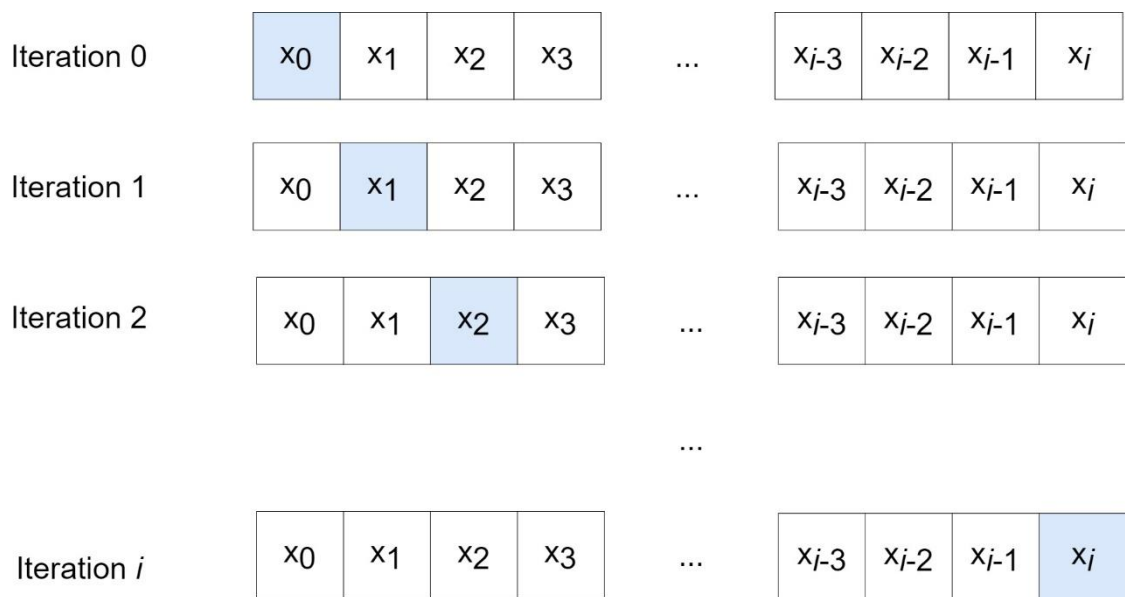 Iteration 0 x0 x1 x2 x3 ... xi-3 xi-2 xi-1 xi
Iteration 1 x0 x1 x2 x3 ... xi-3 xi-2 xi-1 xi
Iteration 2 x0 x1 x2 x3 ... xi-3 xi-2 xi-1 xi
...
Iteration i x0 x1 x2 x3 ... xi-3 xi-2 xi-1 xi